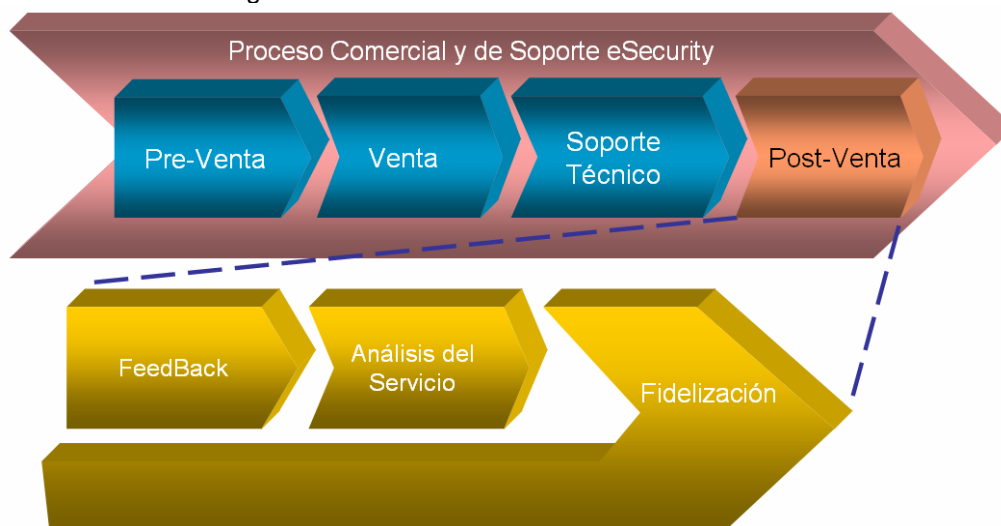 Proceso Comercial y de Soporte eSecurity
Pre-Venta
Venta
Soporte
Técnico
Post-Venta
FeedBack
Análisis del
Servicio
Fidelización